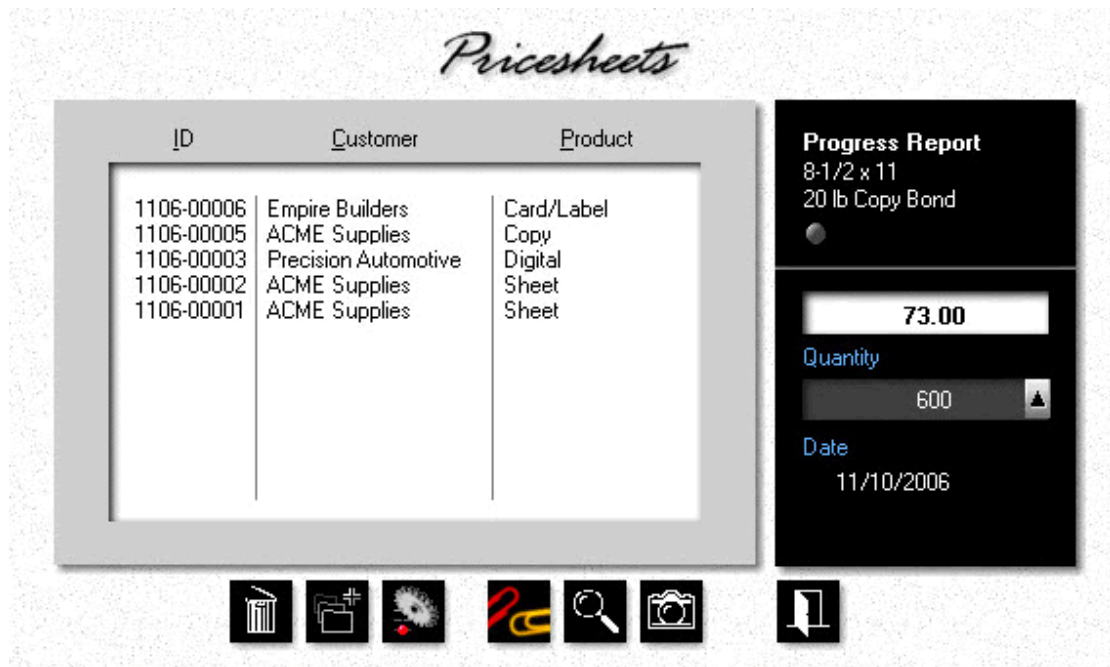 Pricesheets
ID Customer Product
1106-00006 Empire Builders Card/Label
1106-00005 ACME Supplies Copy
1106-00003 Precision Automotive Digital
1106-00002 ACME Supplies Sheet
1106-00001 ACME Supplies Sheet
Progress Report
8-1/2 x 11
20 lb Copy Bond
73.00
Quantity
600
Date
11/10/2006